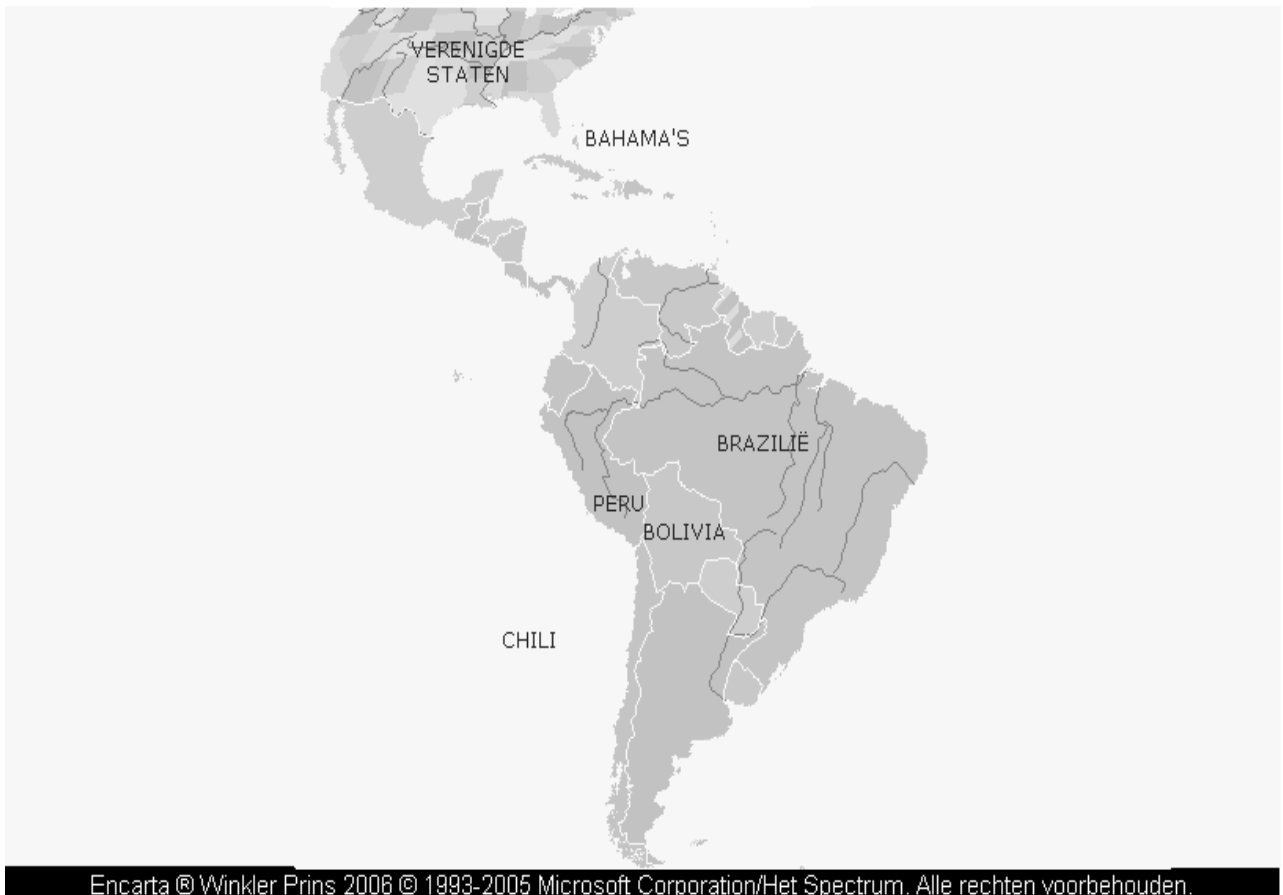 VERENIGDE
STATEN
BAHAMA'S
BRAZILIË
PERU
BOLIVIA
CHILI
Encarta ® Winkler Prins 2006 © 1993-2005 Microsoft Corporation/Het Spectrum. Alle rechten voorbehouden.